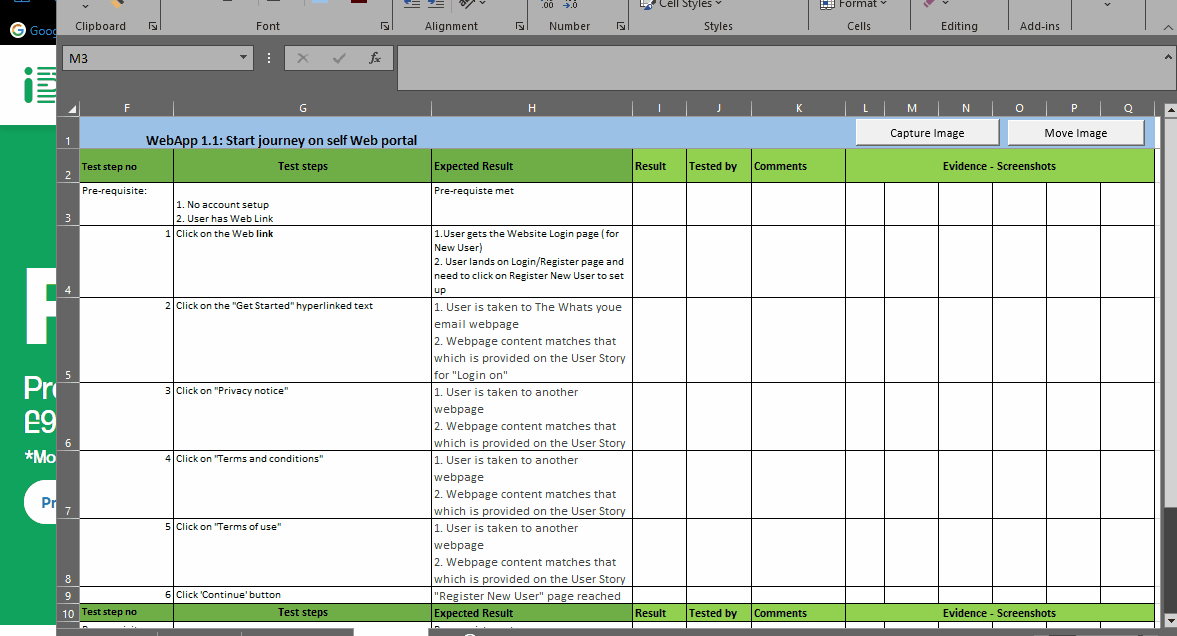 Cell Styles
Format
Clipboard
Font
Alignment
Number
Styles
Cells
Editing
Add-ins
M3
fx
F G H I J K L M N O P Q
1 WebApp 1.1: Start journey on self Web portal
Capture Image
Move Image
2 Test step no Test steps Expected Result Result Tested by Comments Evidence - Screenshots
Pre-requisite:
1. No account setup
2. User has Web Link
Pre-requiste met
3
1 Click on the Web link
1.User gets the Website Login page (for
New User)
2. User lands on Login/Register page and
need to click on Register New User to set
up
4
2 Click on the "Get Started" hyperlinked text
1. User is taken to The Whats youe
email webpage
2. Webpage content matches that
which is provided on the User Story
for "Login on"
5
3 Click on "Privacy notice"
1. User is taken to another
webpage
2. Webpage content matches that
which is provided on the User Story
6
4 Click on "Terms and conditions"
1. User is taken to another
webpage
2. Webpage content matches that
which is provided on the User Story
7
5 Click on "Terms of use"
1. User is taken to another
webpage
2. Webpage content matches that
which is provided on the User Story
8
9 6 Click 'Continue' button "Register New User" page reached
10 Test step no Test steps Expected Result Result Tested by Comments Evidence - Screenshots
Goog
Pr
£9
*Mo
Pr